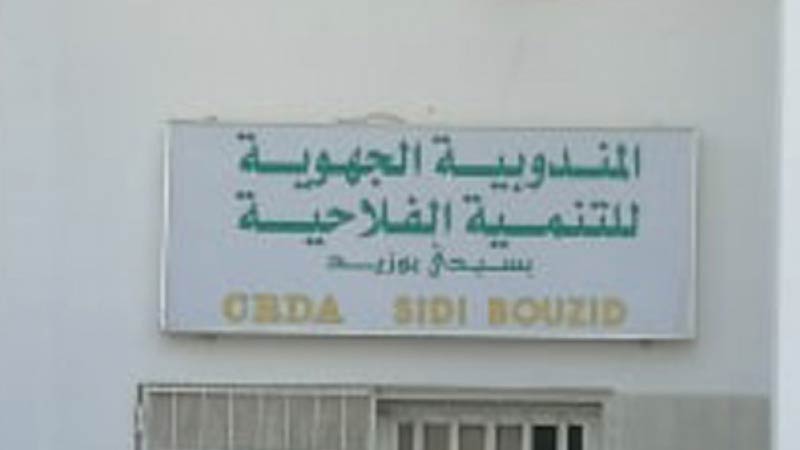 المندوبية الجهوية
للتنمية الفلاحية
بسيدي بوزيد
CRDA SIDI BOUZID